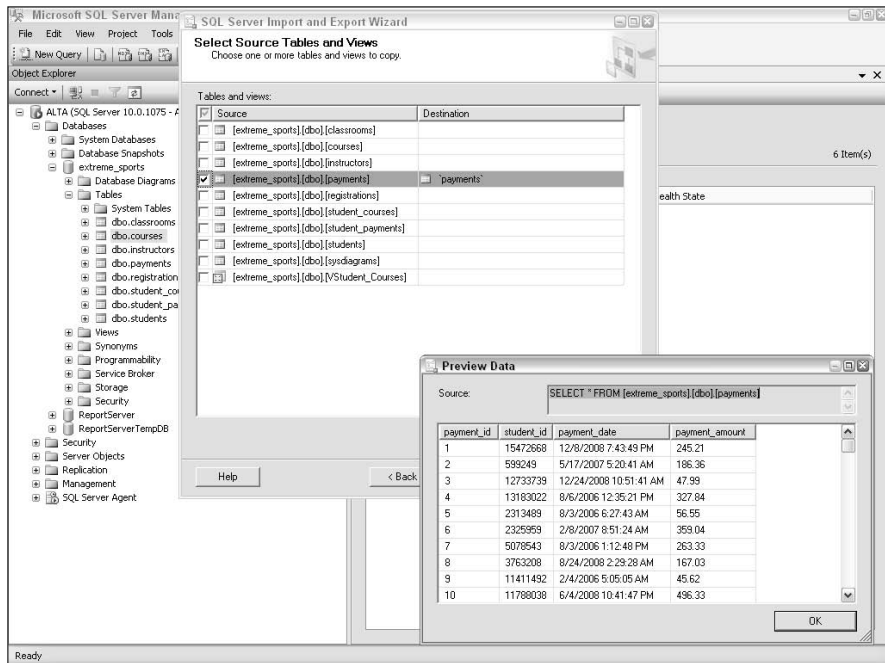 Microsoft SQL Server Mana
File Edit View Project Tools
New Query
Object Explorer
Connect
ALTA (SQL Server 10.0.1075 - A
Databases
System Databases
Database Snapshots
extreme_sports
Database Diagrams
Tables
System Tables
dbo.classrooms
dbo.courses
dbo.instructors
dbo.payments
dbo.registration
dbo.student_cou
dbo.student_pa
dbo.students
Views
Synonyms
Programmability
Service Broker
Storage
Security
ReportServer
ReportServerTempDB
Security
Server Objects
Replication
Management
SQL Server Agent
Ready
6 Item(s)
ealth State
SQL Server Import and Export Wizard
Select Source Tables and Views
Choose one or more tables and views to copy.
Tables and views:
Source Destination
[extreme_sports].[dbo].[classrooms]
[extreme_sports].[dbo].[courses]
[extreme_sports].[dbo].[instructors]
[extreme_sports].[dbo].[payments] `payments`
[extreme_sports].[dbo].[registrations]
[extreme_sports].[dbo].[student_courses]
[extreme_sports].[dbo].[student_payments]
[extreme_sports].[dbo].[students]
[extreme_sports].[dbo].[sysdiagrams]
[extreme_sports].[dbo].[VStudent_Courses]
Help < Back
Preview Data
Source: SELECT * FROM [extreme_sports].[dbo].[payments]
payment_id student_id payment_date payment_amount
1 15472668 12/8/2008 7:43:49 PM 245.21
2 599249 5/17/2007 5:20:41 AM 186.36
3 12733739 12/24/2008 10:51:41 AM 47.99
4 13183022 8/6/2006 12:35:21 PM 327.84
5 2313489 8/3/2006 6:27:43 AM 56.55
6 2325959 2/8/2007 8:51:24 AM 359.04
7 5078543 8/3/2006 1:12:48 PM 263.33
8 3763208 8/24/2008 2:29:28 AM 167.03
9 11411492 2/4/2006 5:05:05 AM 45.62
10 11788038 6/4/2008 10:41:47 PM 496.33
OK